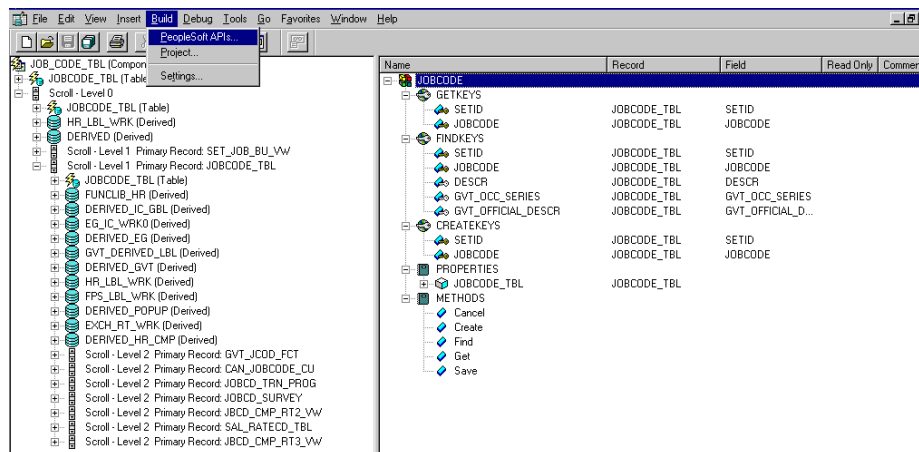 File Edit View Insert Build Debug Tools Go Favorites Window Help
PeopleSoft APIs...
Project...
Settings...
JOB_CODE_TBL (Compon
JOBCODE_TBL (Table
Scroll - Level 0
JOBCODE_TBL (Table)
HR_LBL_WRK (Derived)
DERIVED (Derived)
Scroll - Level 1 Primary Record: SET_JOB_BU_VW
Scroll - Level 1 Primary Record: JOBCODE_TBL
JOBCODE_TBL (Table)
FUNCLIB_HR (Derived)
DERIVED_IC_GBL (Derived)
EG_IC_WRK0 (Derived)
DERIVED_EG (Derived)
GVT_DERIVED_LBL (Derived)
DERIVED_GVT (Derived)
HR_LBL_WRK (Derived)
FPS_LBL_WRK (Derived)
DERIVED_POPUP (Derived)
EXCH_RT_WRK (Derived)
DERIVED_HR_CMP (Derived)
Scroll - Level 2 Primary Record: GVT_JCOD_FCT
Scroll - Level 2 Primary Record: CAN_JOBCODE_CU
Scroll - Level 2 Primary Record: JOBCD_TRN_PROG
Scroll - Level 2 Primary Record: JOBCD_SURVEY
Scroll - Level 2 Primary Record: JBCD_CMP_RT2_VW
Scroll - Level 2 Primary Record: SAL_RATECD_TBL
Scroll - Level 2 Primary Record: JBCD_CMP_RT3_VW
Name Record Field Read Only Commen
JOBCODE
GETKEYS
SETID JOBCODE_TBL SETID
JOBCODE JOBCODE_TBL JOBCODE
FINDKEYS
SETID JOBCODE_TBL SETID
JOBCODE JOBCODE_TBL JOBCODE
DESCR JOBCODE_TBL DESCR
GVT_OCC_SERIES JOBCODE_TBL GVT_OCC_SERIES
GVT_OFFICIAL_DESCR JOBCODE_TBL GVT_OFFICIAL_D...
CREATEKEYS
SETID JOBCODE_TBL SETID
JOBCODE JOBCODE_TBL JOBCODE
PROPERTIES
JOBCODE_TBL JOBCODE_TBL
METHODS
Cancel
Create
Find
Get
Save